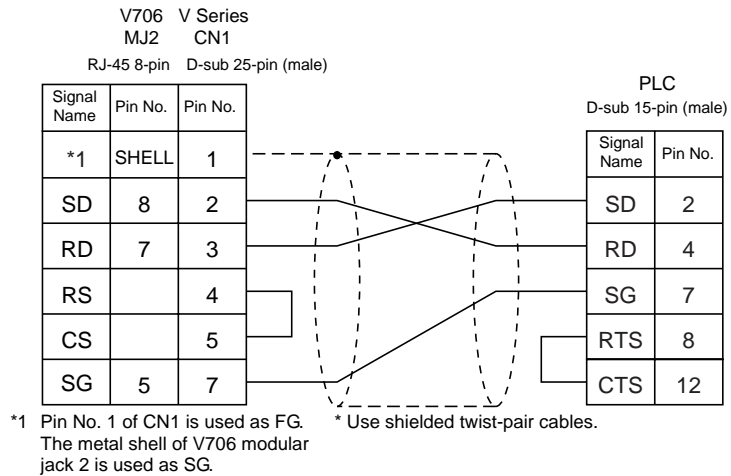 V706 V Series
MJ2 CN1
RJ-45 8-pin D-sub 25-pin (male)
Signal Name Pin No. Pin No.
*1 SHELL 1
SD 8 2
RD 7 3
RS 4
CS 5
SG 5 7
PLC
D-sub 15-pin (male)
Signal Name Pin No.
SD 2
RD 4
SG 7
RTS 8
CTS 12
*1 Pin No. 1 of CN1 is used as FG.
The metal shell of V706 modular
jack 2 is used as SG.
* Use shielded twist-pair cables.